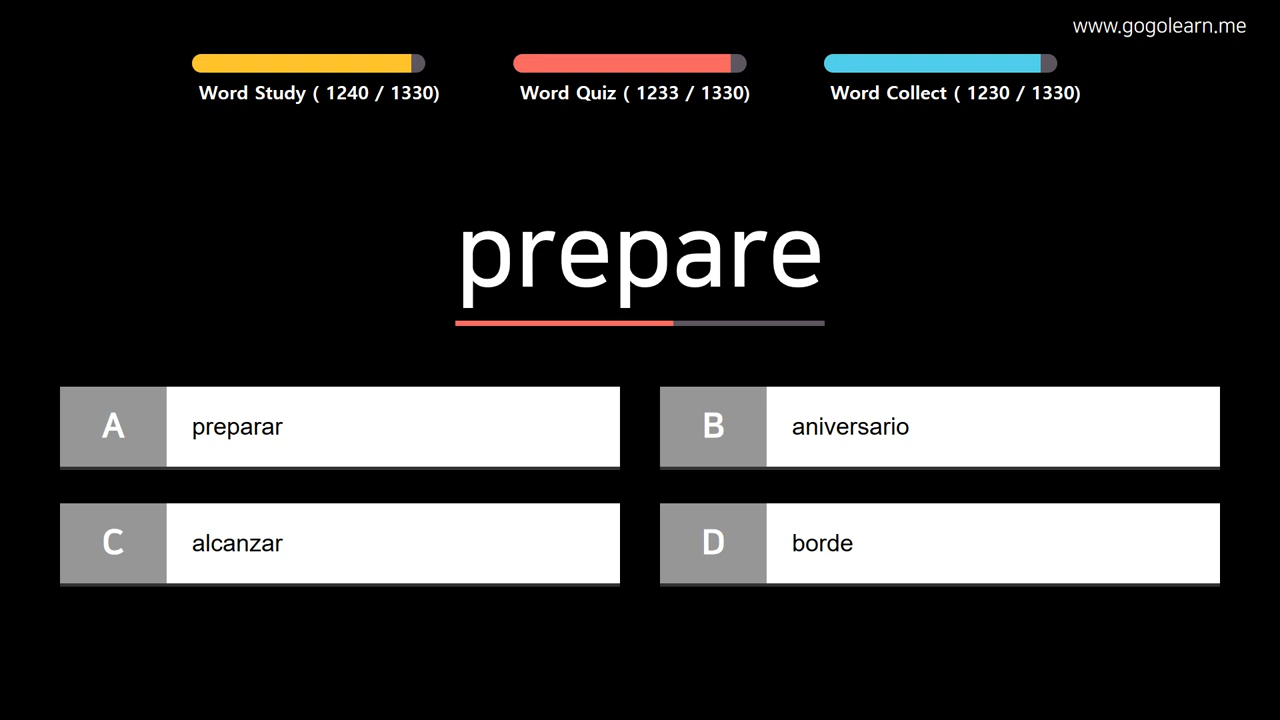 www.gogolearn.me
Word Study ( 1240 / 1330)
Word Quiz ( 1233 / 1330)
Word Collect ( 1230 / 1330)
prepare
A preparar
B aniversario
C alcanzar
D borde